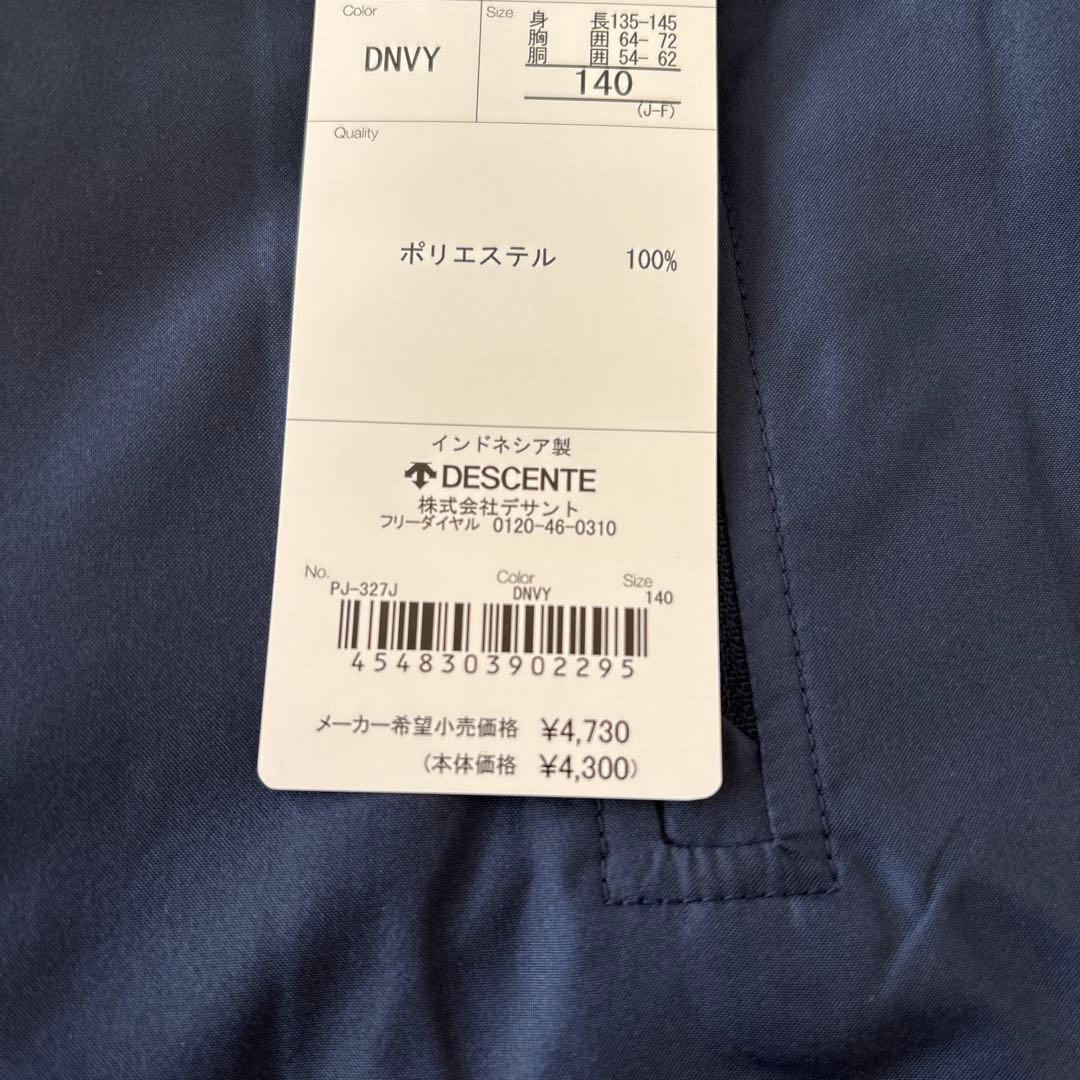 Color
DNVY
Size
身 長135-145
胸 囲 64- 72
胴 囲 54- 62
140
(J-F)
Quality
ポリエステル 100%
インドネシア製
DESCENTE
株式会社デサント
フリーダイヤル 0120-46-0310
No. Color Size
PJ-327J DNVY 140
4548303902295
メーカー希望小売価格 ¥4,730
(本体価格 ¥4,300)